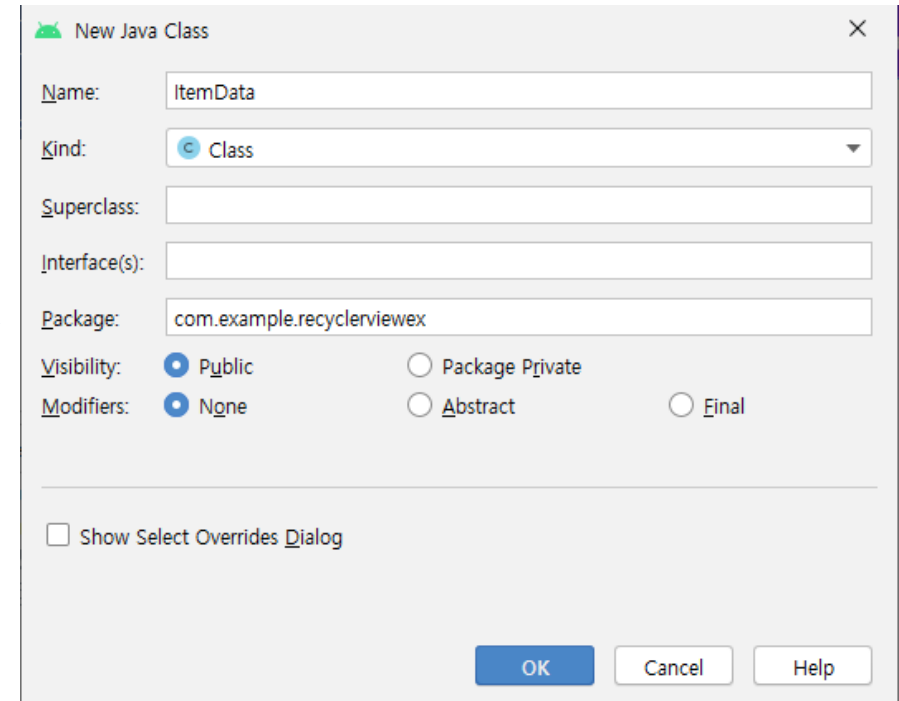 New Java Class
Name: ItemData
Kind: C Class
Superclass:
Interface(s):
Package: com.example.recyclerviewex
Visibility: Public Package Private
Modifiers: None Abstract Final
Show Select Overrides Dialog
OK Cancel Help